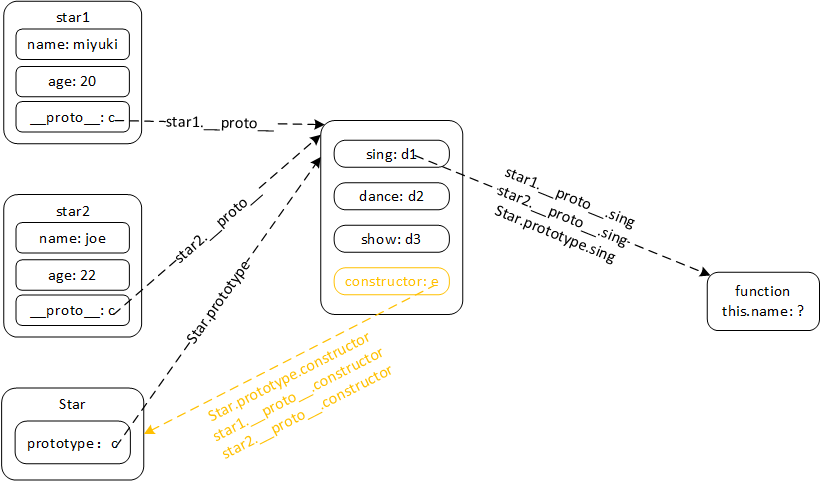 star1
name: miyuki
age: 20
__proto__: c
star1.__proto__
star2
name: joe
age: 22
__proto__: c
star2.__proto__
Star
prototype：c
Star.prototype
sing: d1
dance: d2
show: d3
constructor: e
star1.__proto__.sing
star2.__proto__.sing
Star.prototype.sing
function
this.name: ?
Star.prototype.constructor
star1.__proto__.constructor
star2.__proto__.constructor